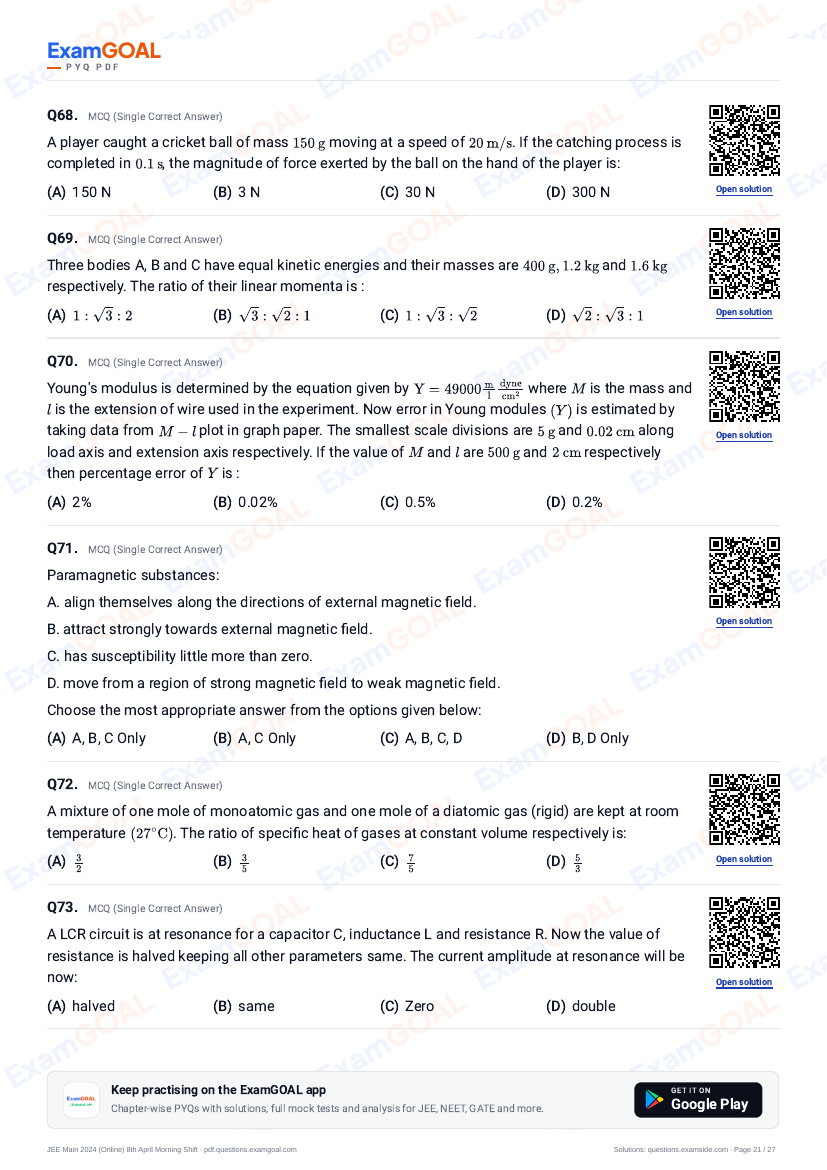 ExamGOAL
PYQ PDF
Q68. MCQ (Single Correct Answer)
A player caught a cricket ball of mass 150 g moving at a speed of 20 m/s. If the catching process is
completed in 0.1 s, the magnitude of force exerted by the ball on the hand of the player is:
(A) 150 N (B) 3 N (C) 30 N (D) 300 N
Open solution
Q69. MCQ (Single Correct Answer)
Three bodies A, B and C have equal kinetic energies and their masses are 400 g, 1.2 kg and 1.6 kg
respectively. The ratio of their linear momenta is :
(A) 1 : √3 : 2 (B) √3 : √2 : 1 (C) 1 : √3 : √2 (D) √2 : √3 : 1
Open solution
Q70. MCQ (Single Correct Answer)
Young's modulus is determined by the equation given by Y = 49000 m/l dyne/cm² where M is the mass and
l is the extension of wire used in the experiment. Now error in Young modules (Y) is estimated by
taking data from M − l plot in graph paper. The smallest scale divisions are 5 g and 0.02 cm along
load axis and extension axis respectively. If the value of M and l are 500 g and 2 cm respectively
then percentage error of Y is :
(A) 2% (B) 0.02% (C) 0.5% (D) 0.2%
Open solution
Q71. MCQ (Single Correct Answer)
Paramagnetic substances:
A. align themselves along the directions of external magnetic field.
B. attract strongly towards external magnetic field.
C. has susceptibility little more than zero.
D. move from a region of strong magnetic field to weak magnetic field.
Choose the most appropriate answer from the options given below:
(A) A, B, C Only (B) A, C Only (C) A, B, C, D (D) B, D Only
Open solution
Q72. MCQ (Single Correct Answer)
A mixture of one mole of monoatomic gas and one mole of a diatomic gas (rigid) are kept at room
temperature (27°C). The ratio of specific heat of gases at constant volume respectively is:
(A) 3/2 (B) 3/5 (C) 7/5 (D) 5/3
Open solution
Q73. MCQ (Single Correct Answer)
A LCR circuit is at resonance for a capacitor C, inductance L and resistance R. Now the value of
resistance is halved keeping all other parameters same. The current amplitude at resonance will be
now:
(A) halved (B) same (C) Zero (D) double
Open solution
ExamGOAL
Keep practising on the ExamGOAL app
Chapter-wise PYQs with solutions, full mock tests and analysis for JEE, NEET, GATE and more.
GET IT ON
Google Play
JEE Main 2024 (Online) 8th April Morning Shift · pdf.questions.examgoal.com
Solutions: questions.examside.com · Page 21 / 27